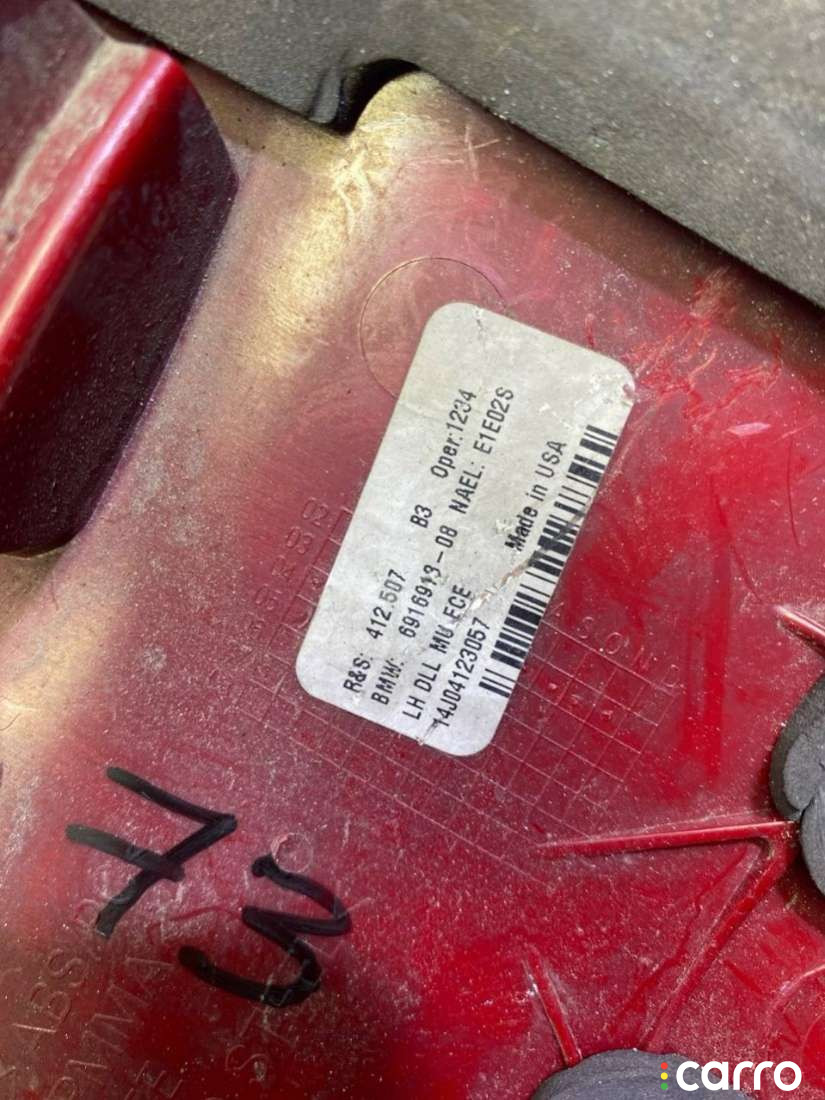 R&S: 412.507 B3 Oper:1234
BMW: 6916913-08 NAEL: E1E02S
LH DLL MU ECE
14J04123057 Made in USA
ABS
carro